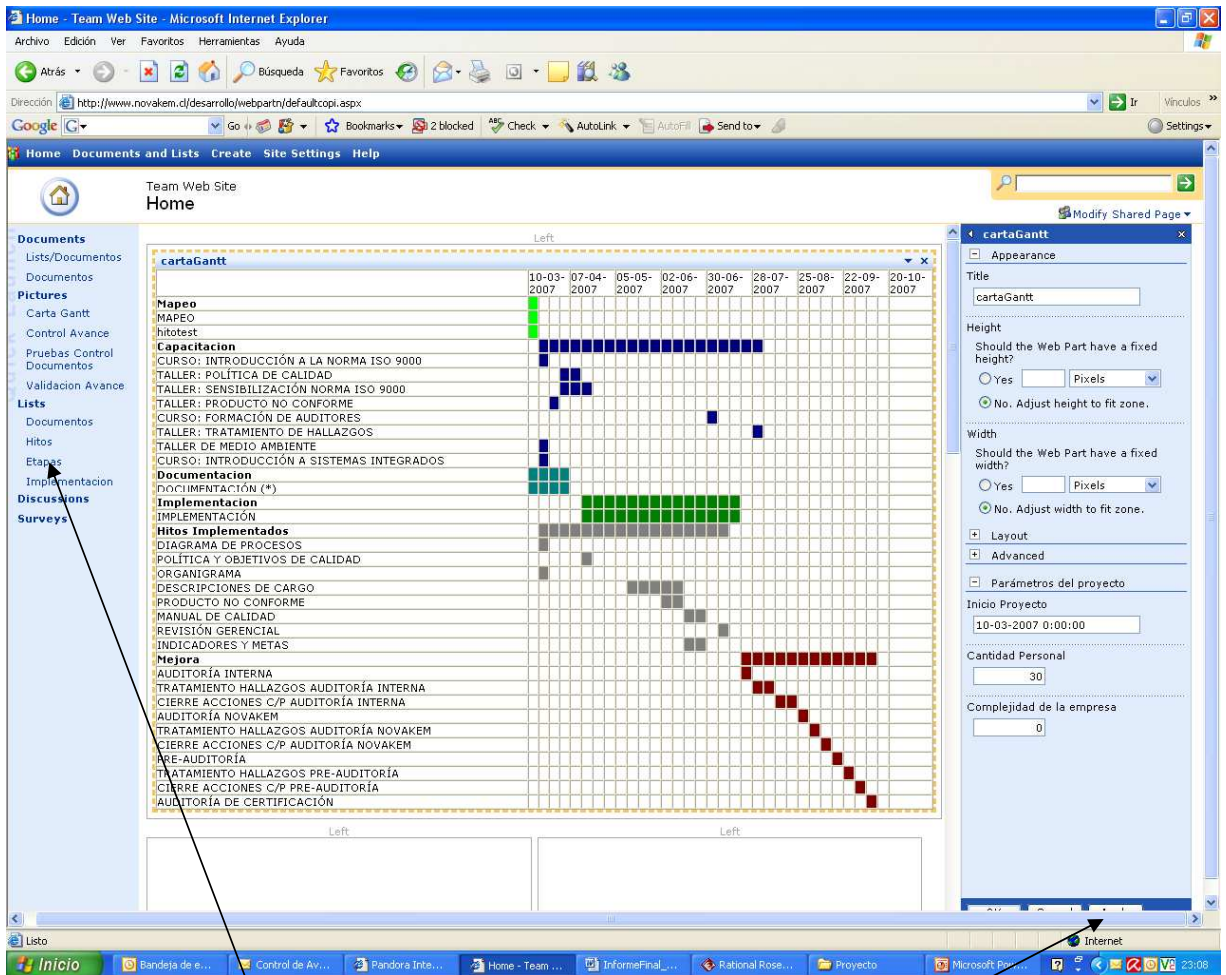 Home - Team Web Site - Microsoft Internet Explorer
Archivo Edición Ver Favoritos Herramientas Ayuda
Atrás Búsqueda Favoritos
Dirección http://www.novakem.cl/desarrollo/webpartn/defaultcopi.aspx Ir Vínculos
Google G Go Bookmarks 2 blocked Check AutoLink AutoFill Send to Settings
Home Documents and Lists Create Site Settings Help
Team Web Site
Home
Modify Shared Page
Documents
Lists/Documentos
Documentos
Pictures
Carta Gantt
Control Avance
Pruebas Control
Documentos
Validacion Avance
Lists
Documentos
Hitos
Etapas
Implementacion
Discussions
Surveys
Left
cartaGantt
10-03-2007 07-04-2007 05-05-2007 02-06-2007 30-06-2007 28-07-2007 25-08-2007 22-09-2007 20-10-2007
Mapeo
MAPEO
hitotest
Capacitacion
CURSO: INTRODUCCIÓN A LA NORMA ISO 9000
TALLER: POLÍTICA DE CALIDAD
TALLER: SENSIBILIZACIÓN NORMA ISO 9000
TALLER: PRODUCTO NO CONFORME
CURSO: FORMACIÓN DE AUDITORES
TALLER: TRATAMIENTO DE HALLAZGOS
TALLER DE MEDIO AMBIENTE
CURSO: INTRODUCCIÓN A SISTEMAS INTEGRADOS
Documentacion
DOCUMENTACIÓN (*)
Implementacion
IMPLEMENTACIÓN
Hitos Implementados
DIAGRAMA DE PROCESOS
POLÍTICA Y OBJETIVOS DE CALIDAD
ORGANIGRAMA
DESCRIPCIONES DE CARGO
PRODUCTO NO CONFORME
MANUAL DE CALIDAD
REVISIÓN GERENCIAL
INDICADORES Y METAS
Mejora
AUDITORÍA INTERNA
TRATAMIENTO HALLAZGOS AUDITORÍA INTERNA
CIERRE ACCIONES C/P AUDITORÍA INTERNA
AUDITORÍA NOVAKEM
TRATAMIENTO HALLAZGOS AUDITORÍA NOVAKEM
CIERRE ACCIONES C/P AUDITORÍA NOVAKEM
PRE-AUDITORÍA
TRATAMIENTO HALLAZGOS PRE-AUDITORÍA
CIERRE ACCIONES C/P PRE-AUDITORÍA
AUDITORÍA DE CERTIFICACIÓN
Left Left
cartaGantt
Appearance
Title
cartaGantt
Height
Should the Web Part have a fixed
height?
Yes Pixels
No. Adjust height to fit zone.
Width
Should the Web Part have a fixed
width?
Yes Pixels
No. Adjust width to fit zone.
Layout
Advanced
Parámetros del proyecto
Inicio Proyecto
10-03-2007 0:00:00
Cantidad Personal
30
Complejidad de la empresa
0
Listo Internet
Inicio Bandeja de e... Control de Av... Pandora Inte... Home - Team ... InformeFinal_... Rational Rose... Proyecto 23:08